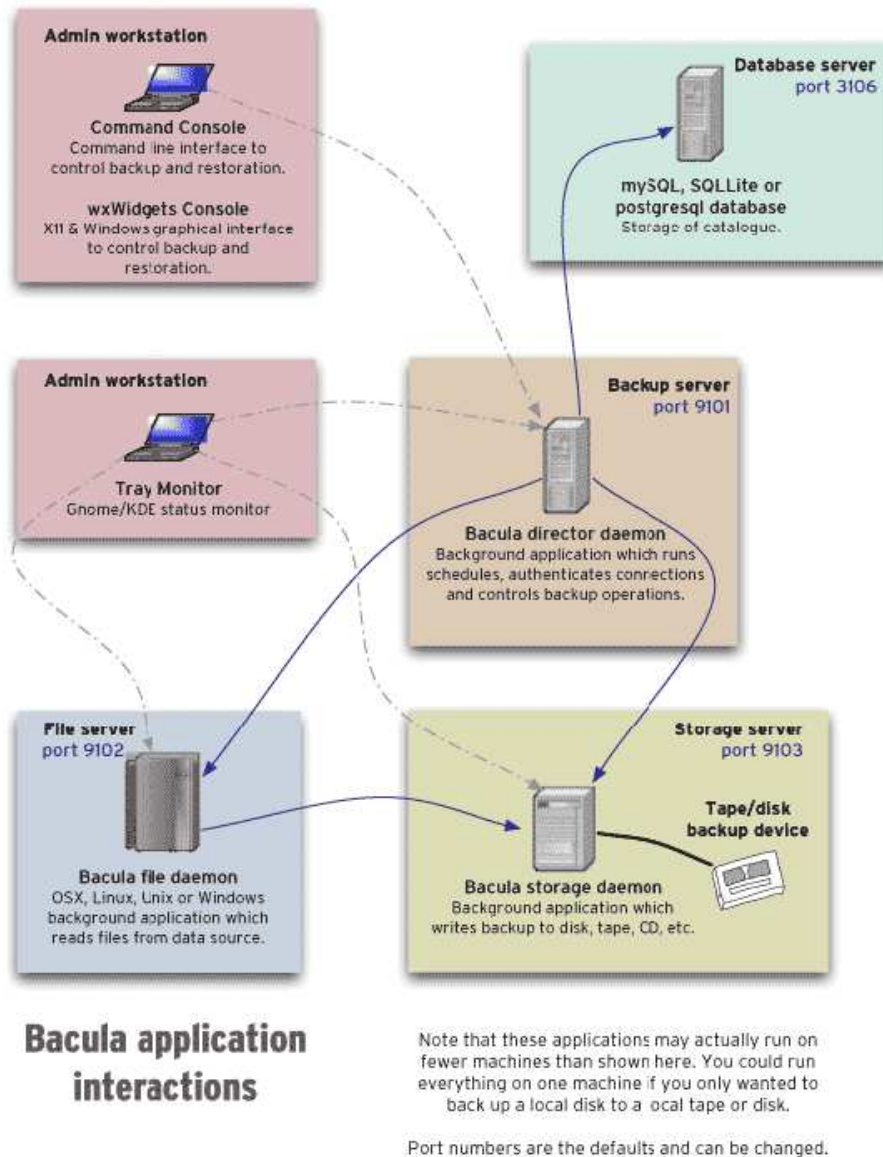 Admin workstation
Command Console
Command line interface to
control backup and restoration.
wxWidgets Console
X11 & Windows graphical interface
to control backup and
restoration.
Database server
port 3106
mySQL, SQLLite or
postgresql database
Storage of catalogue.
Admin workstation
Tray Monitor
Gnome/KDE status monitor
Backup server
port 9101
Bacula director daemon
Background application which runs
schedules, authenticates connections
and controls backup operations.
File server
port 9102
Bacula file daemon
OSX, Linux, Unix or Windows
background application which
reads files from data source.
Storage server
port 9103
Tape/disk
backup device
Bacula storage daemon
Background application which
writes backup to disk, tape, CD, etc.
Bacula application
interactions
Note that these applications may actually run on
fewer machines than shown here. You could run
everything on one machine if you only wanted to
back up a local disk to a local tape or disk.
Port numbers are the defaults and can be changed.